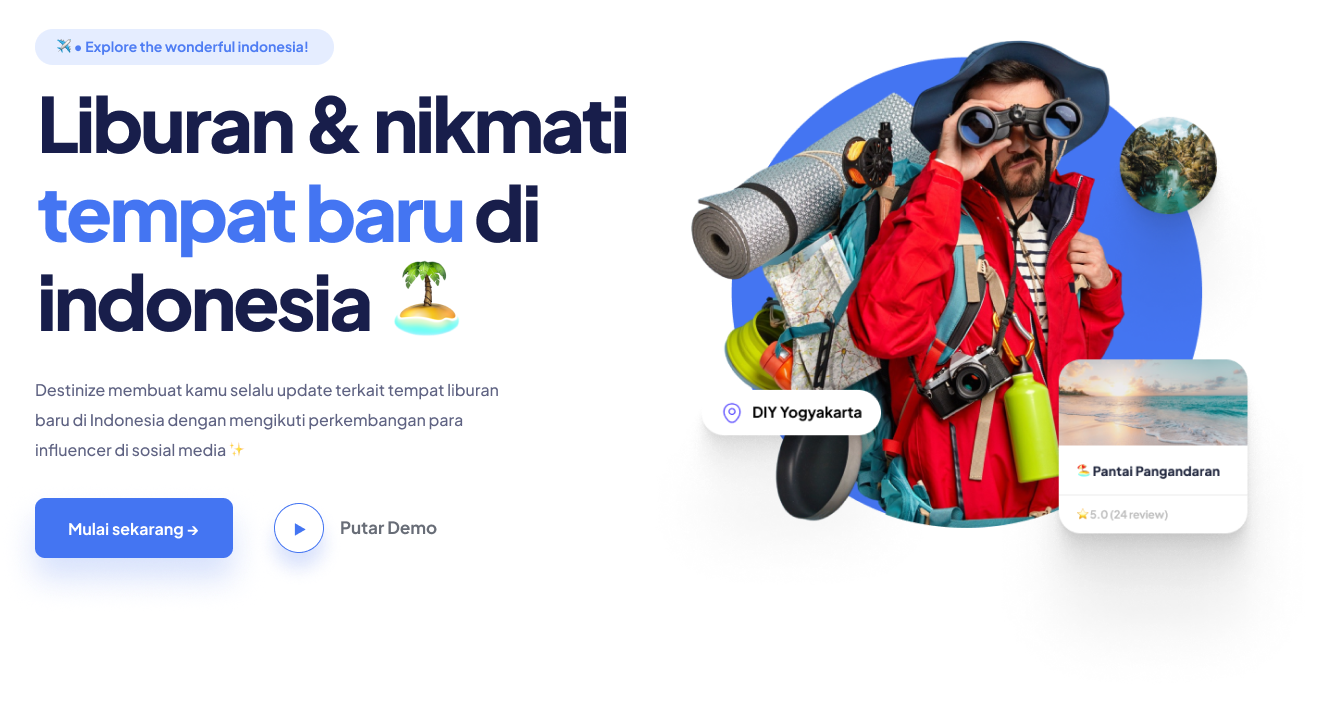 ✈️ • Explore the wonderful indonesia!
Liburan & nikmati
tempat baru di
indonesia 🏝️
Destinize membuat kamu selalu update terkait tempat liburan
baru di Indonesia dengan mengikuti perkembangan para
influencer di sosial media ✨
Mulai sekarang →
Putar Demo
DIY Yogyakarta
🏖️ Pantai Pangandaran
⭐ 5.0 (24 review)